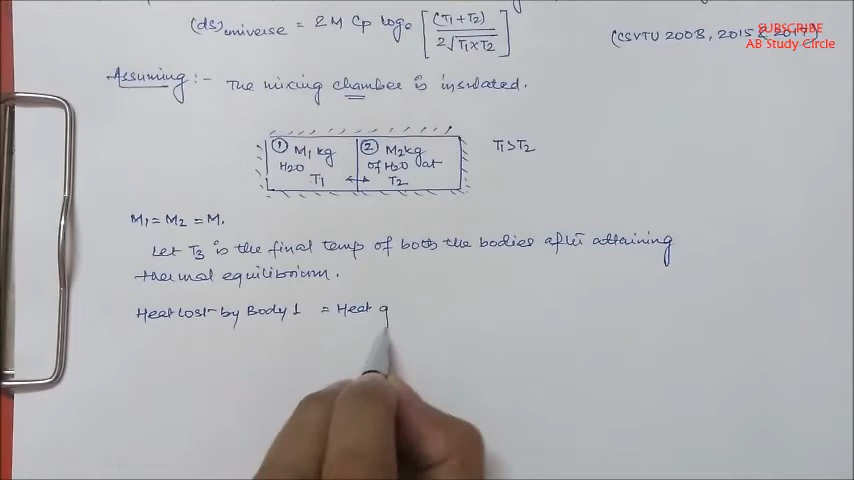 (ds)universe = 2 M Cp loge [(T1+T2) / 2√T1×T2]
(CSVTU 2008, 2015 & 2017)
SUBSCRIBE
AB Study Circle
Assuming :- The mixing chamber is insulated.
① M1 kg H2O T1
② M2 kg of H2O at T2
T1>T2
M1 = M2 = M.
Let T3 is the final temp of both the bodies after attaining
thermal equilibrium.
Heat lost by Body 1 = Heat g